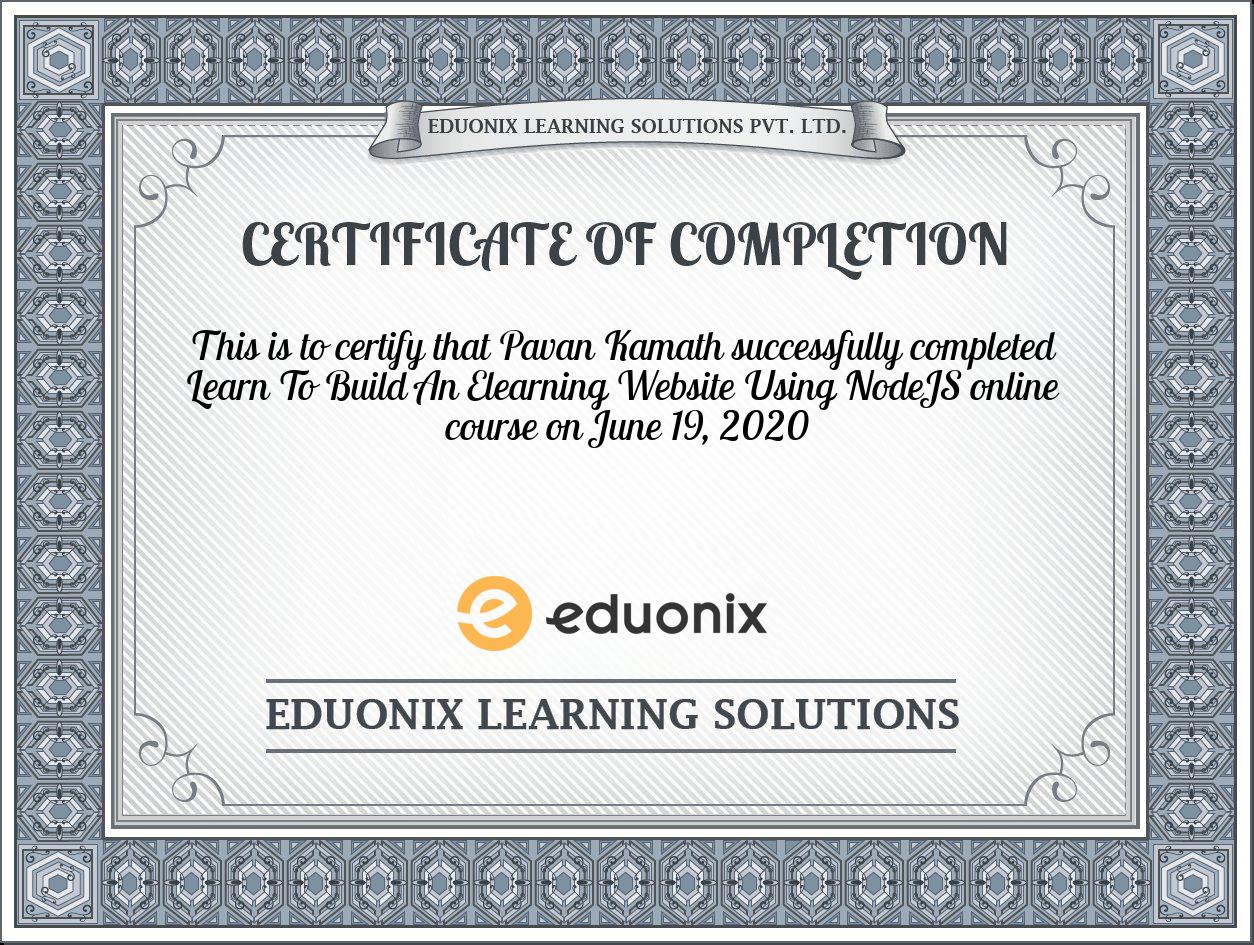 EDUONIX LEARNING SOLUTIONS PVT. LTD.
CERTIFICATE OF COMPLETION
This is to certify that Pavan Kamath successfully completed
Learn To Build An Elearning Website Using NodeJS online
course on June 19, 2020
e eduonix
EDUONIX LEARNING SOLUTIONS